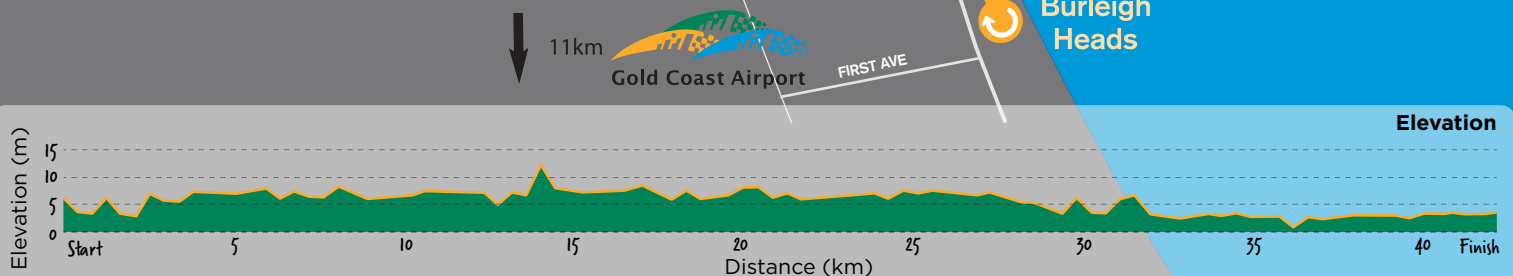 Burleigh
Heads
11km
Gold Coast Airport
FIRST AVE
Elevation
Elevation (m)
15
10
5
0
Start 5 10 15 20 25 30 35 40 Finish
Distance (km)